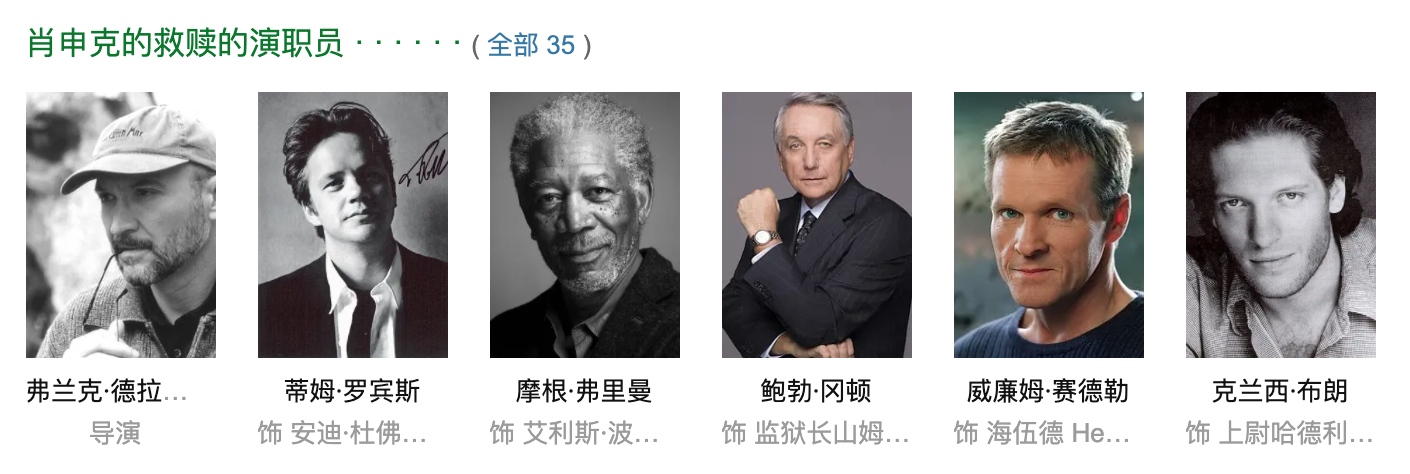 肖申克的救赎的演职员 · · · · · · ( 全部 35 )
弗兰克·德拉... 蒂姆·罗宾斯 摩根·弗里曼 鲍勃·冈顿 威廉姆·赛德勒 克兰西·布朗
导演 饰 安迪·杜佛... 饰 艾利斯·波... 饰 监狱长山姆... 饰 海伍德 He... 饰 上尉哈德利...